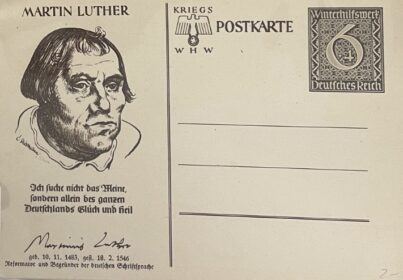 MARTIN LUTHER
KRIEGS
WHW
POSTKARTE
Winterhilfswerk
6
Deutsches Reich
Ich suche nicht das Meine,
sondern allein des ganzen
Deutschlands Glück und Heil
Martinus Luther
geb. 10. 11. 1483, gest. 18. 2. 1546
Reformator und Begründer der deutschen Schriftsprache
2-